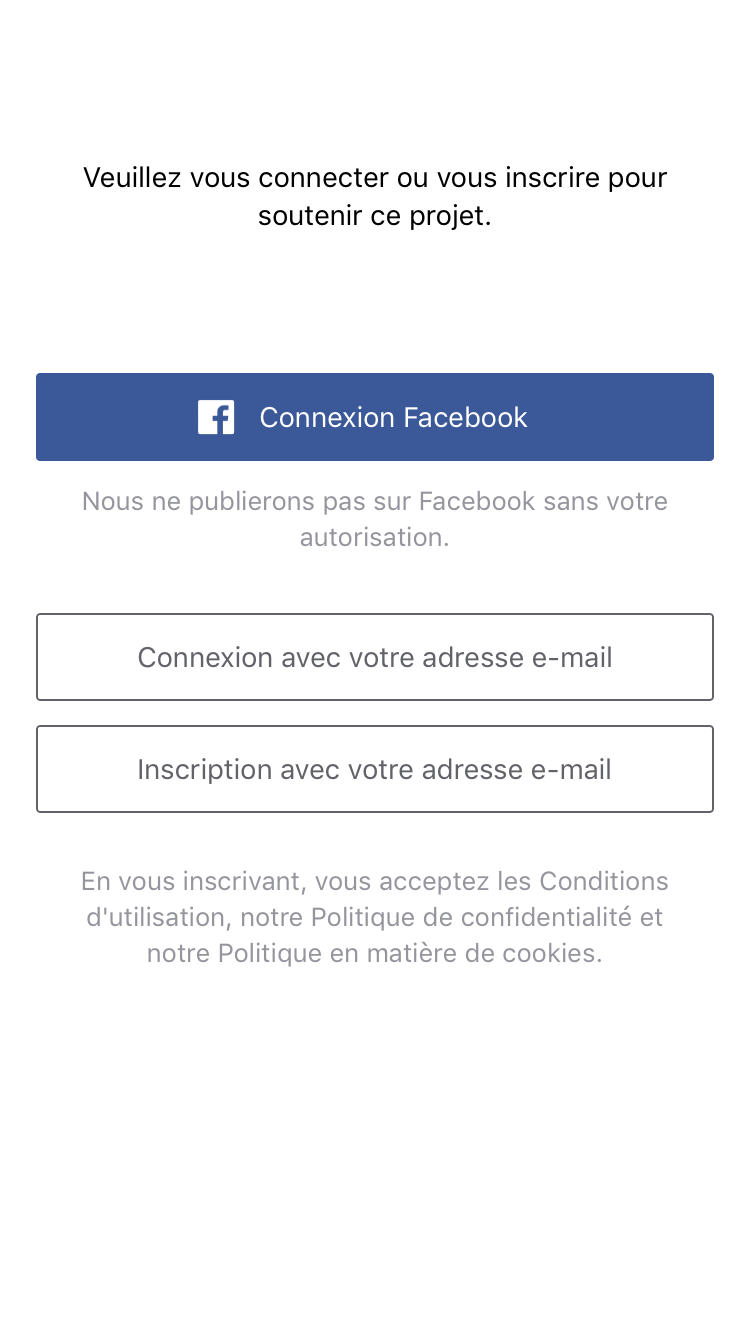 Veuillez vous connecter ou vous inscrire pour
soutenir ce projet.
Connexion Facebook
Nous ne publierons pas sur Facebook sans votre
autorisation.
Connexion avec votre adresse e-mail
Inscription avec votre adresse e-mail
En vous inscrivant, vous acceptez les Conditions
d'utilisation, notre Politique de confidentialité et
notre Politique en matière de cookies.